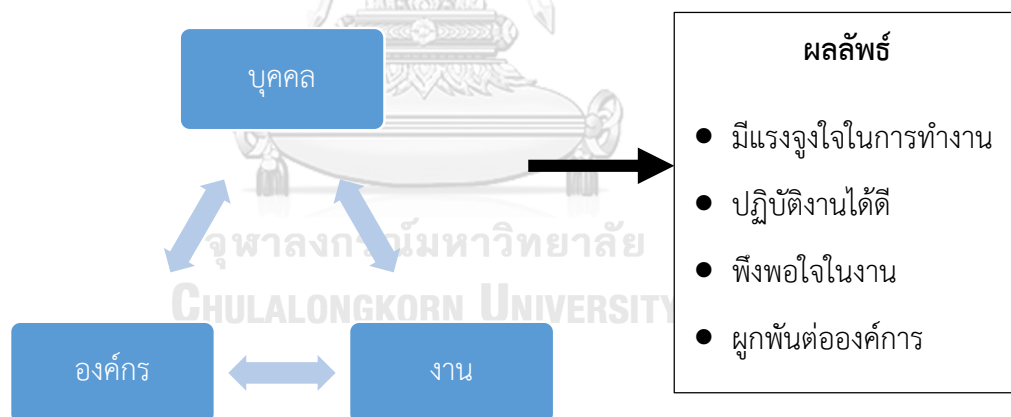 บุคคล
องค์กร
งาน
ผลลัพธ์
● มีแรงจูงใจในการทำงาน
● ปฏิบัติงานได้ดี
● พึงพอใจในงาน
● ผูกพันต่อองค์การ
จุฬาลงกรณ์มหาวิทยาลัย
CHULALONGKORN UNIVERSITY